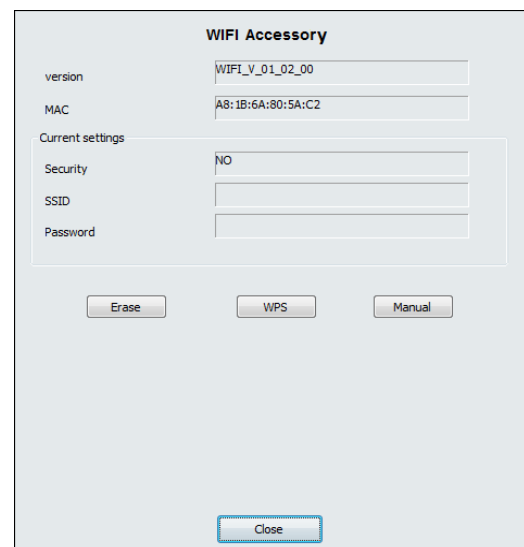 WIFI Accessory
version WIFI_V_01_02_00
MAC A8:1B:6A:80:5A:C2
Current settings
Security NO
SSID
Password
Erase WPS Manual
Close